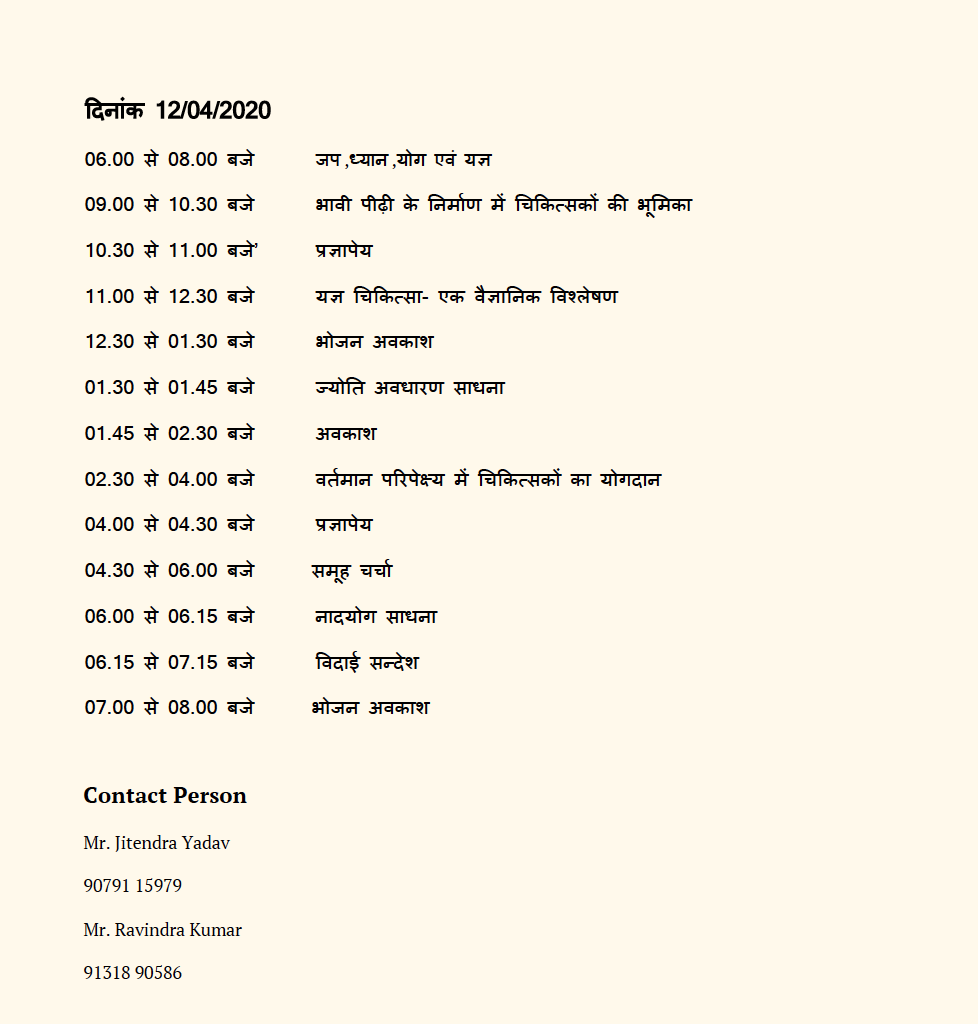 दिनांक 12/04/2020
06.00 से 08.00 बजे जप ,ध्यान ,योग एवं यज्ञ
09.00 से 10.30 बजे भावी पीढ़ी के निर्माण में चिकित्सकों की भूमिका
10.30 से 11.00 बजे’ प्रज्ञापेय
11.00 से 12.30 बजे यज्ञ चिकित्सा- एक वैज्ञानिक विश्लेषण
12.30 से 01.30 बजे भोजन अवकाश
01.30 से 01.45 बजे ज्योति अवधारण साधना
01.45 से 02.30 बजे अवकाश
02.30 से 04.00 बजे वर्तमान परिपेक्ष्य में चिकित्सकों का योगदान
04.00 से 04.30 बजे प्रज्ञापेय
04.30 से 06.00 बजे समूह चर्चा
06.00 से 06.15 बजे नादयोग साधना
06.15 से 07.15 बजे विदाई सन्देश
07.00 से 08.00 बजे भोजन अवकाश
Contact Person
Mr. Jitendra Yadav
90791 15979
Mr. Ravindra Kumar
91318 90586